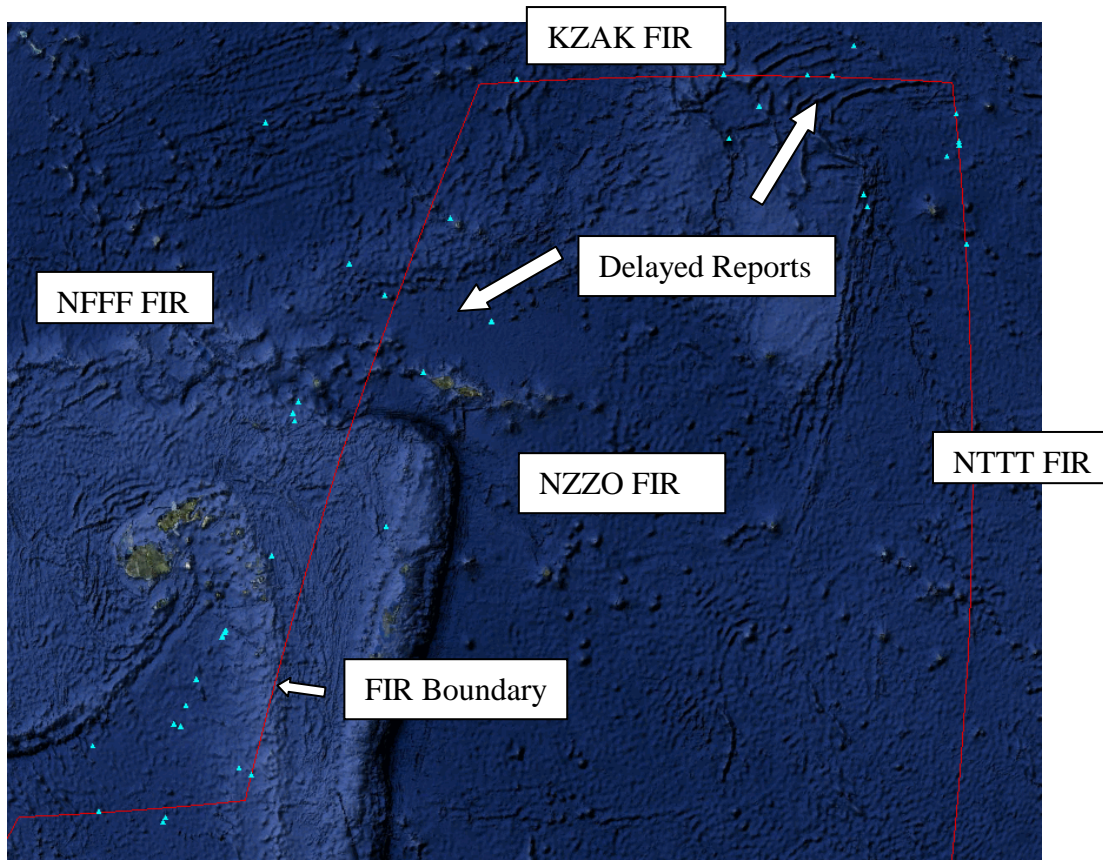 KZAK FIR
Delayed Reports
NFFF FIR
NTTT FIR
NZZO FIR
FIR Boundary